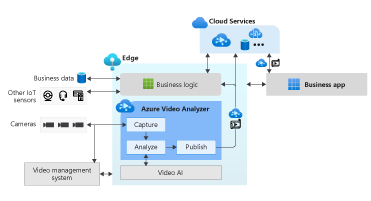 Cloud Services
Edge
Business data
Business logic
Business app
Other IoT
sensors
Azure Video Analyzer
Cameras
Capture
Analyze
Publish
Video management
system
Video AI